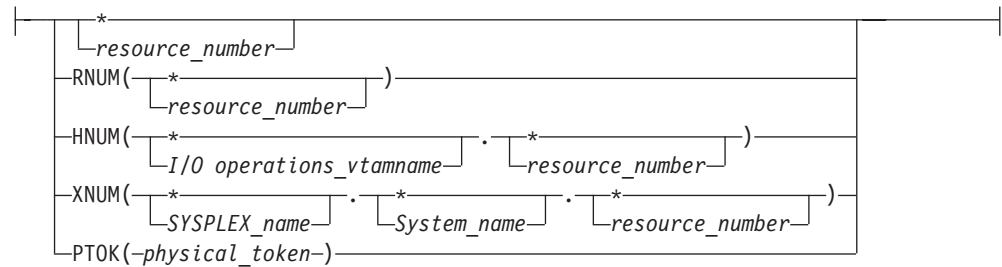 *
resource_number
RNUM( * )
resource_number
HNUM( * . * )
I/O operations_vtamname resource_number
XNUM( * . * . * )
SYSPLEX_name System_name resource_number
PTOK( physical_token )